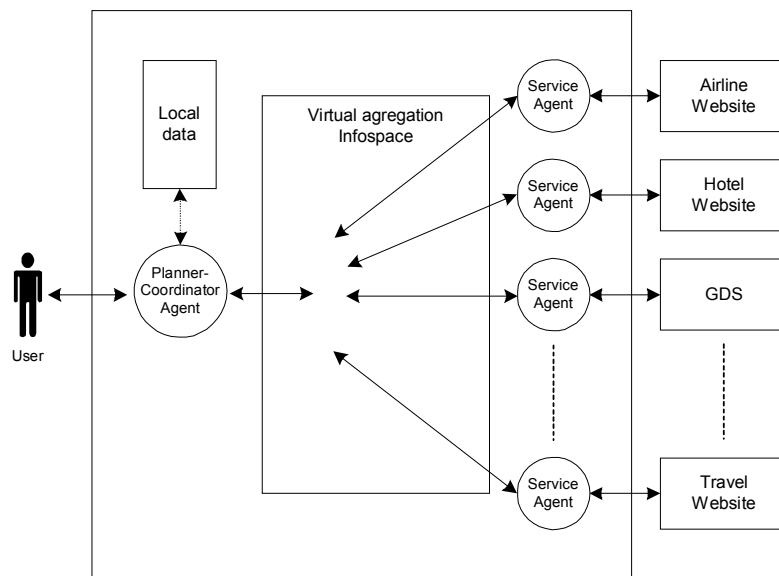 Local
data
Virtual agregation
Infospace
Planner-
Coordinator
Agent
User
Service
Agent
Airline
Website
Service
Agent
Hotel
Website
Service
Agent
GDS
Service
Agent
Travel
Website